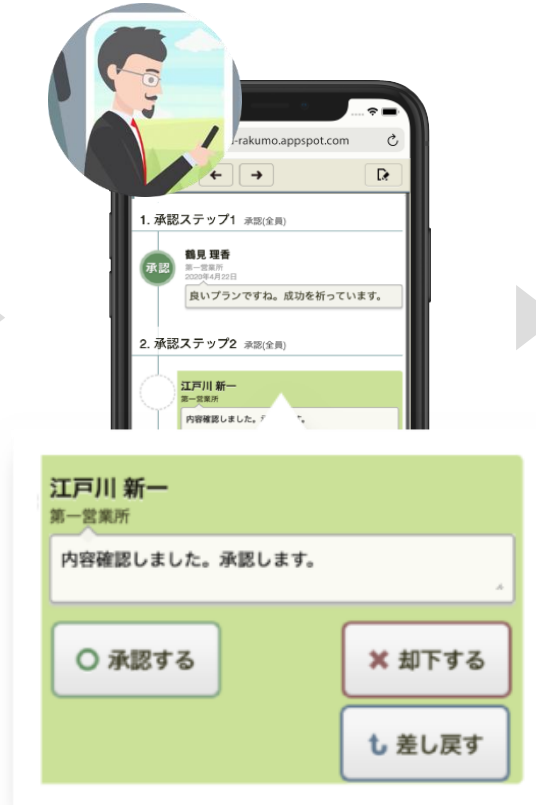 -rakumo.appspot.com
1. 承認ステップ1 承認(全員)
承認
鶴見 理香
第一営業所
2020年4月22日
良いプランですね。成功を祈っています。
2. 承認ステップ2 承認(全員)
江戸川 新一
第一営業所
内容確認しました。
江戸川 新一
第一営業所
内容確認しました。承認します。
承認する
却下する
差し戻す